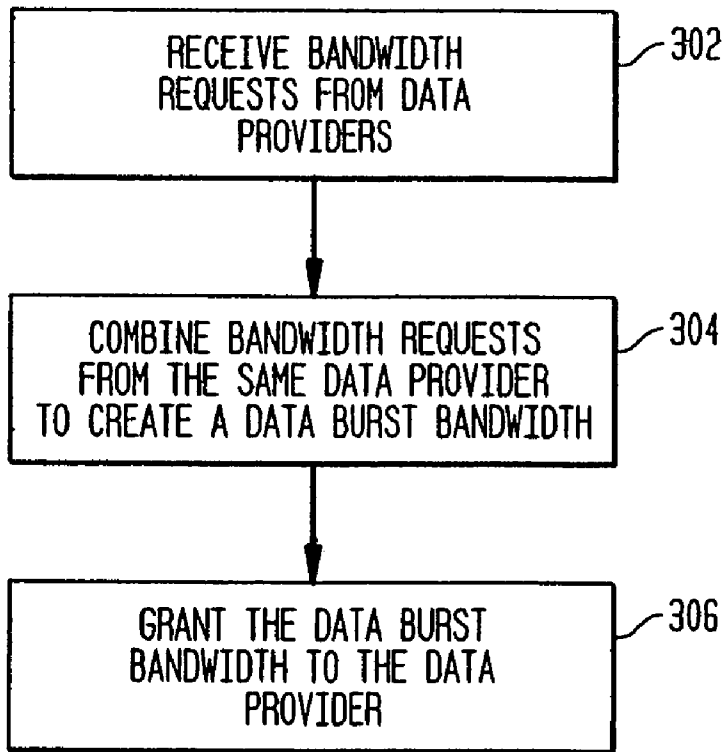 RECEIVE BANDWIDTH
REQUESTS FROM DATA
PROVIDERS
302
COMBINE BANDWIDTH REQUESTS
FROM THE SAME DATA PROVIDER
TO CREATE A DATA BURST BANDWIDTH
304
GRANT THE DATA BURST
BANDWIDTH TO THE DATA
PROVIDER
306